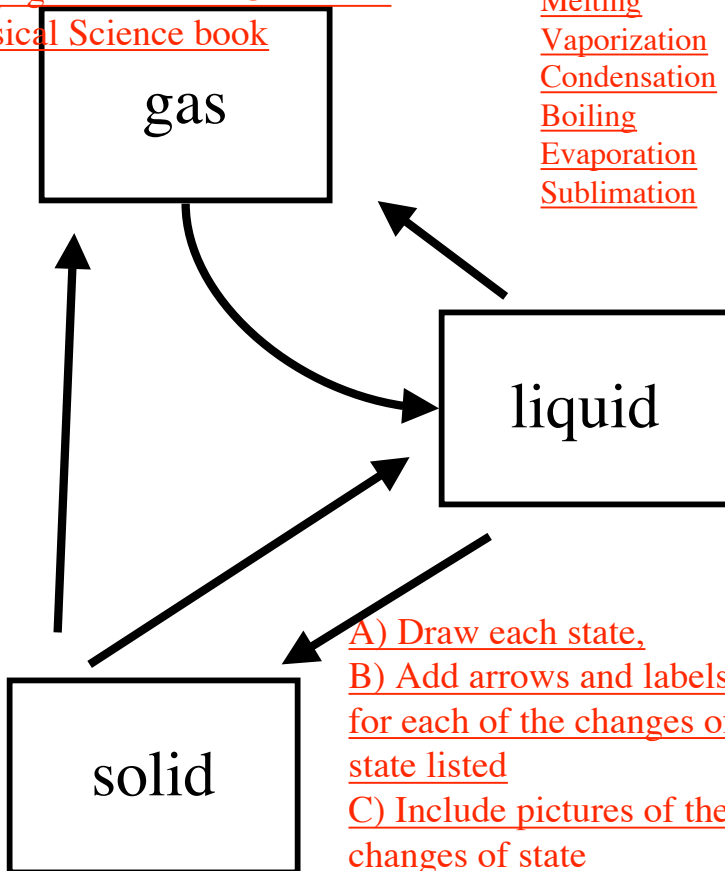 sical Science book
Melting
Vaporization
Condensation
Boiling
Evaporation
Sublimation
gas
liquid
solid
A) Draw each state,
B) Add arrows and labels
for each of the changes of
state listed
C) Include pictures of the
changes of state